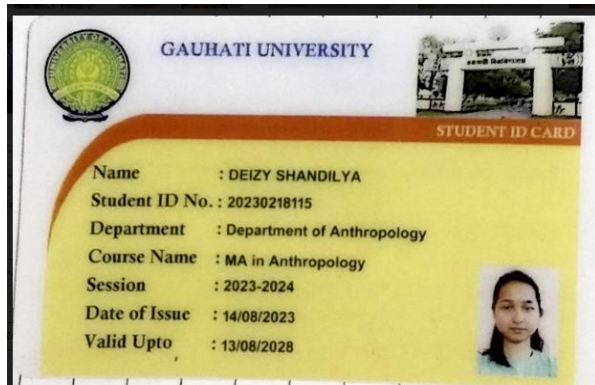 GAUHATI UNIVERSITY
STUDENT ID CARD
Name : DEIZY SHANDILYA
Student ID No. : 20230218115
Department : Department of Anthropology
Course Name : MA in Anthropology
Session : 2023-2024
Date of Issue : 14/08/2023
Valid Upto : 13/08/2028